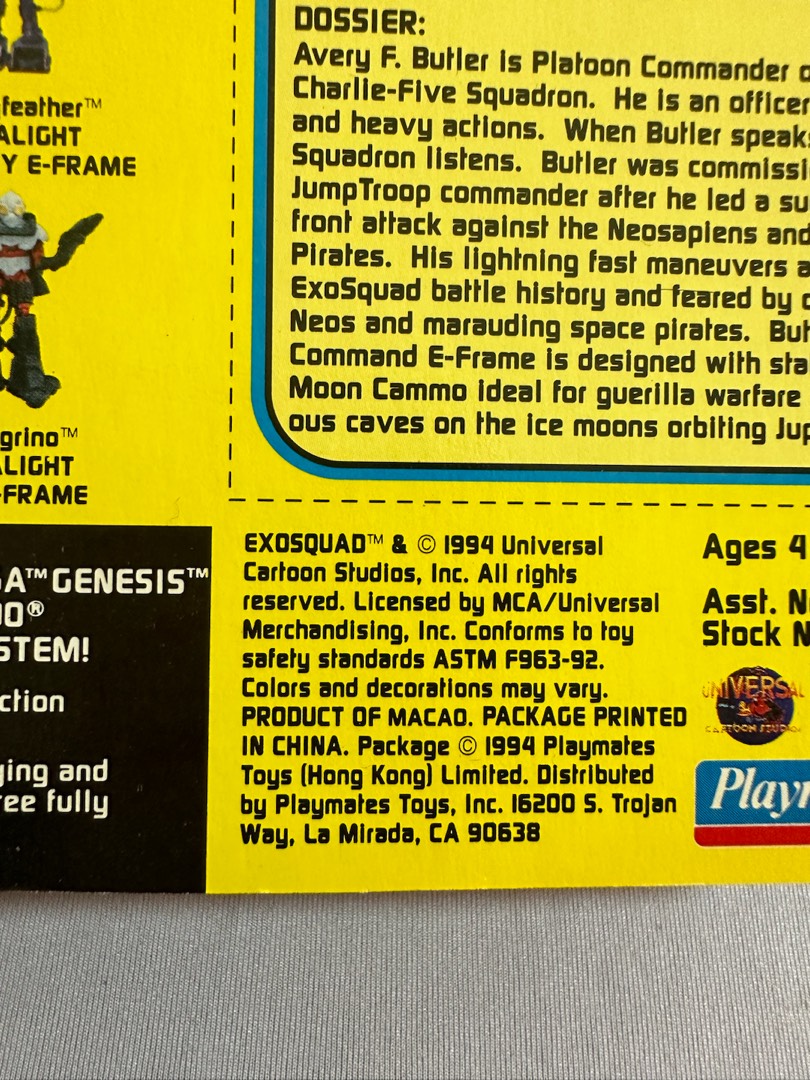 DOSSIER:
Avery F. Butler is Platoon Commander
Charlie-Five Squadron. He is an officer
and heavy actions. When Butler speaks
Squadron listens. Butler was commissi
JumpTroop commander after he led a su
front attack against the Neosapiens and
Pirates. His lightning fast maneuvers a
ExoSquad battle history and feared by
Neos and marauding space pirates. But
Command E-Frame is designed with sta
Moon Cammo ideal for guerilla warfare
ous caves on the ice moons orbiting Jup
feather™
ALIGHT
Y E-FRAME
grino™
ALIGHT
-FRAME
GA™ GENESIS™
00®
STEM!
ction
ying and
ree fully
EXOSQUAD™ & © 1994 Universal
Cartoon Studios, Inc. All rights
reserved. Licensed by MCA/Universal
Merchandising, Inc. Conforms to toy
safety standards ASTM F963-92.
Colors and decorations may vary.
PRODUCT OF MACAO. PACKAGE PRINTED
IN CHINA. Package © 1994 Playmates
Toys (Hong Kong) Limited. Distributed
by Playmates Toys, Inc. 16200 S. Trojan
Way, La Mirada, CA 90638
Ages 4
Asst. N
Stock N
UNIVERSAL
CARTOON STUDIOS
Playm